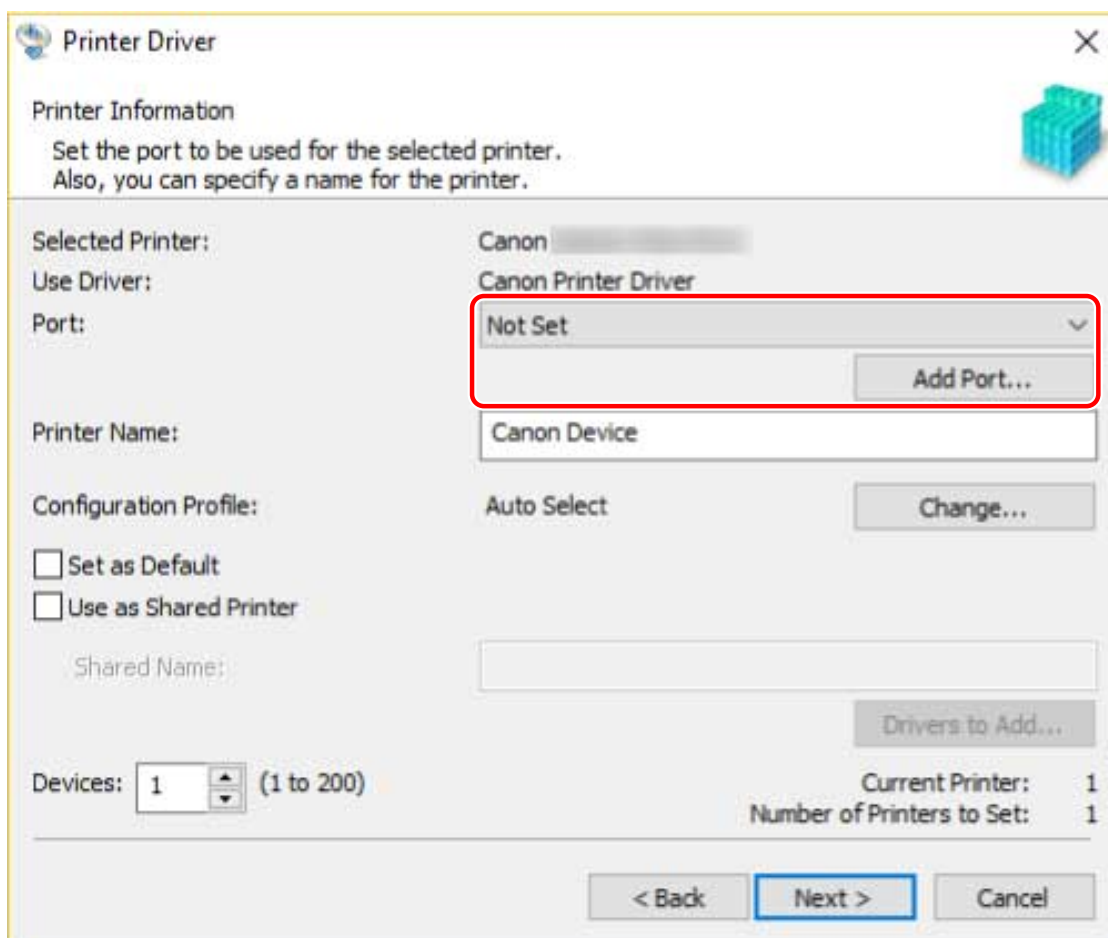 Printer Driver
Printer Information
Set the port to be used for the selected printer.
Also, you can specify a name for the printer.
Selected Printer: Canon
Use Driver: Canon Printer Driver
Port: Not Set
Add Port...
Printer Name: Canon Device
Configuration Profile: Auto Select Change...
Set as Default
Use as Shared Printer
Shared Name:
Drivers to Add...
Devices: 1 (1 to 200) Current Printer: 1
Number of Printers to Set: 1
< Back Next > Cancel